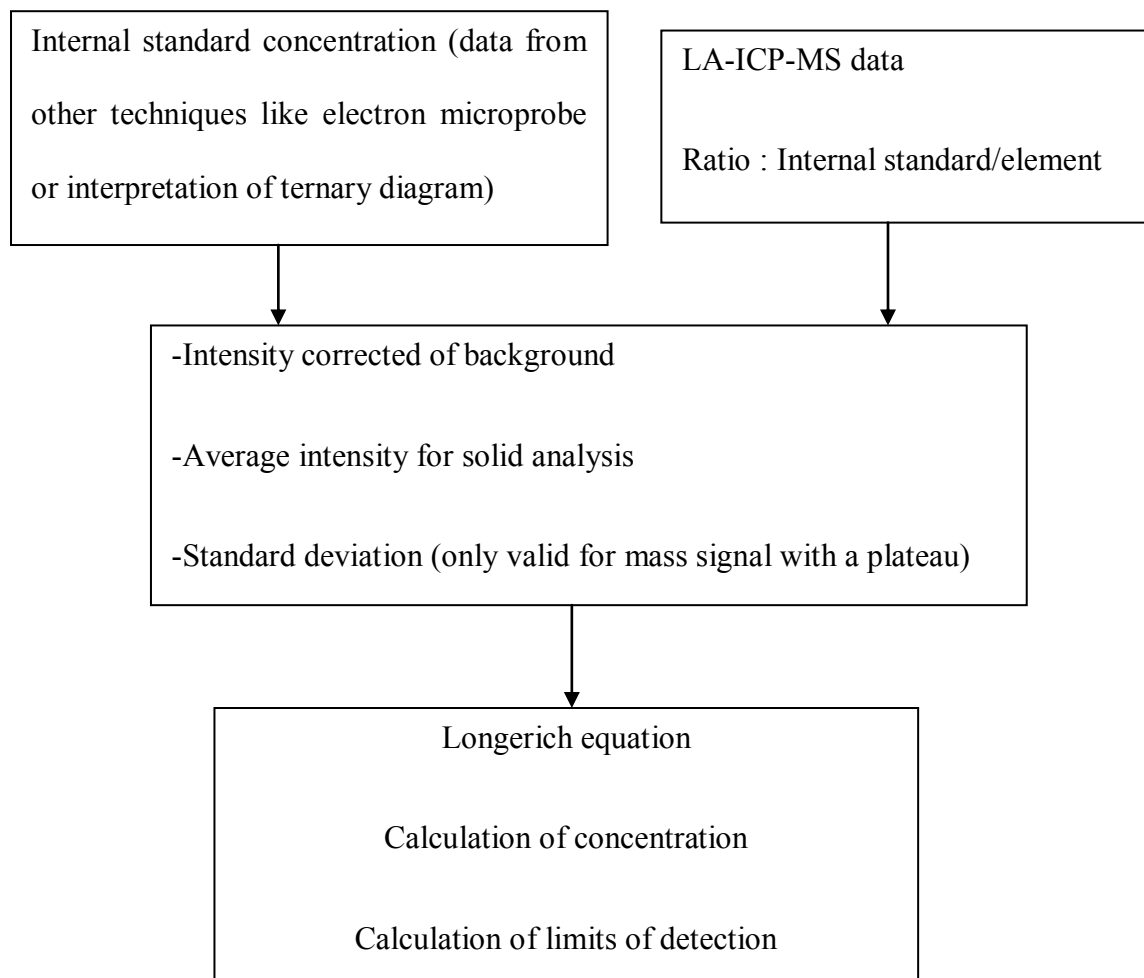 Internal standard concentration (data from
other techniques like electron microprobe
or interpretation of ternary diagram)
LA-ICP-MS data
Ratio : Internal standard/element
-Intensity corrected of background
-Average intensity for solid analysis
-Standard deviation (only valid for mass signal with a plateau)
Longerich equation
Calculation of concentration
Calculation of limits of detection